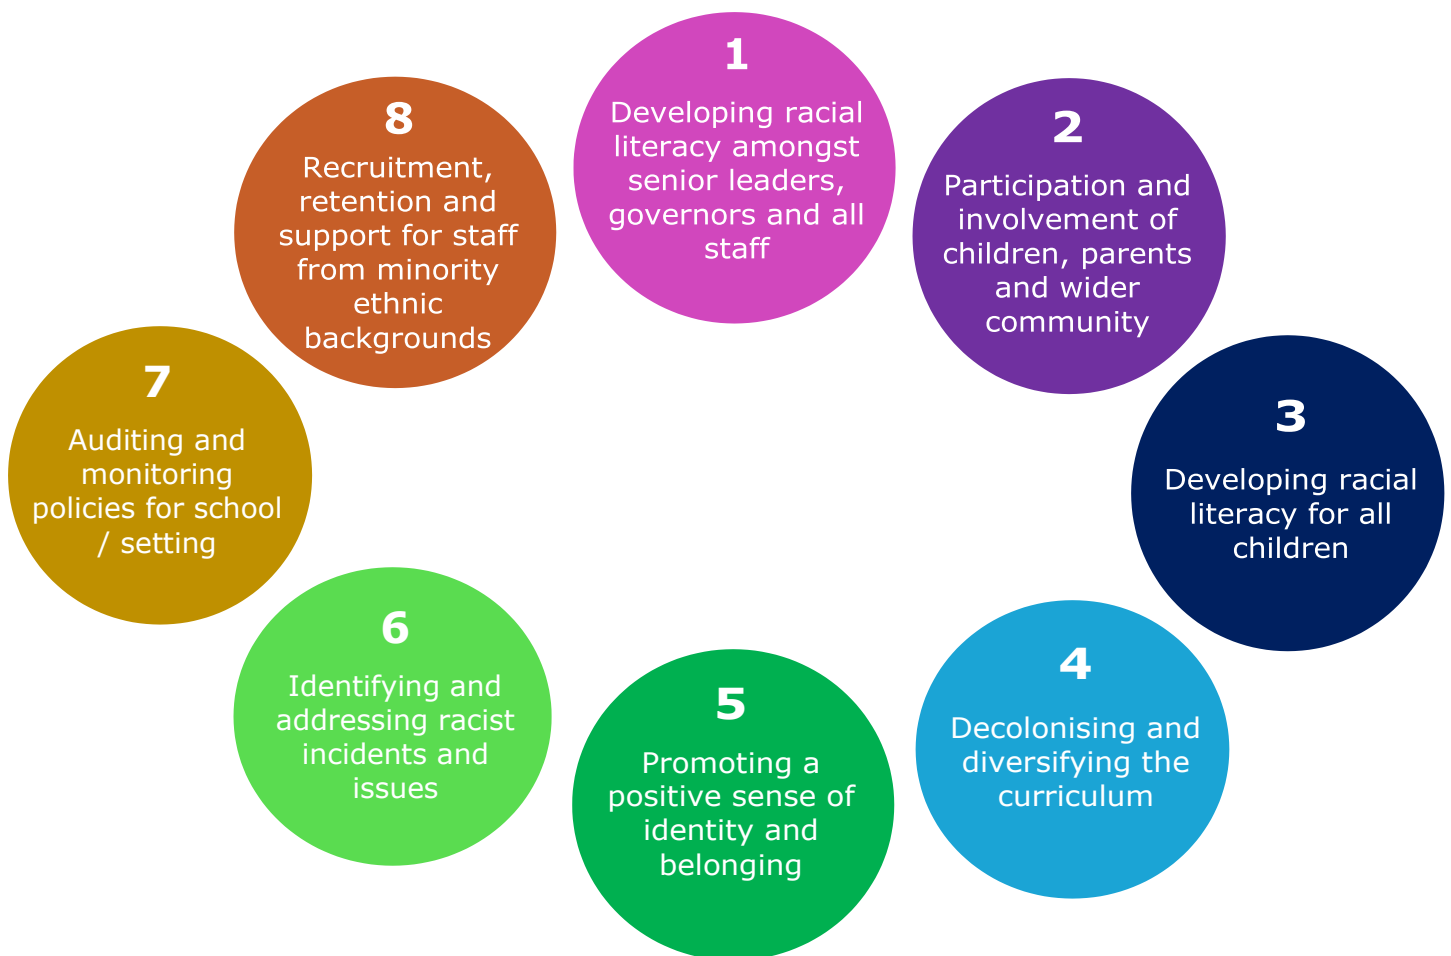 1
Developing racial
literacy amongst
senior leaders,
governors and all
staff
2
Participation and
involvement of
children, parents
and wider
community
3
Developing racial
literacy for all
children
4
Decolonising and
diversifying the
curriculum
5
Promoting a
positive sense of
identity and
belonging
6
Identifying and
addressing racist
incidents and
issues
7
Auditing and
monitoring
policies for school
/ setting
8
Recruitment,
retention and
support for staff
from minority
ethnic
backgrounds